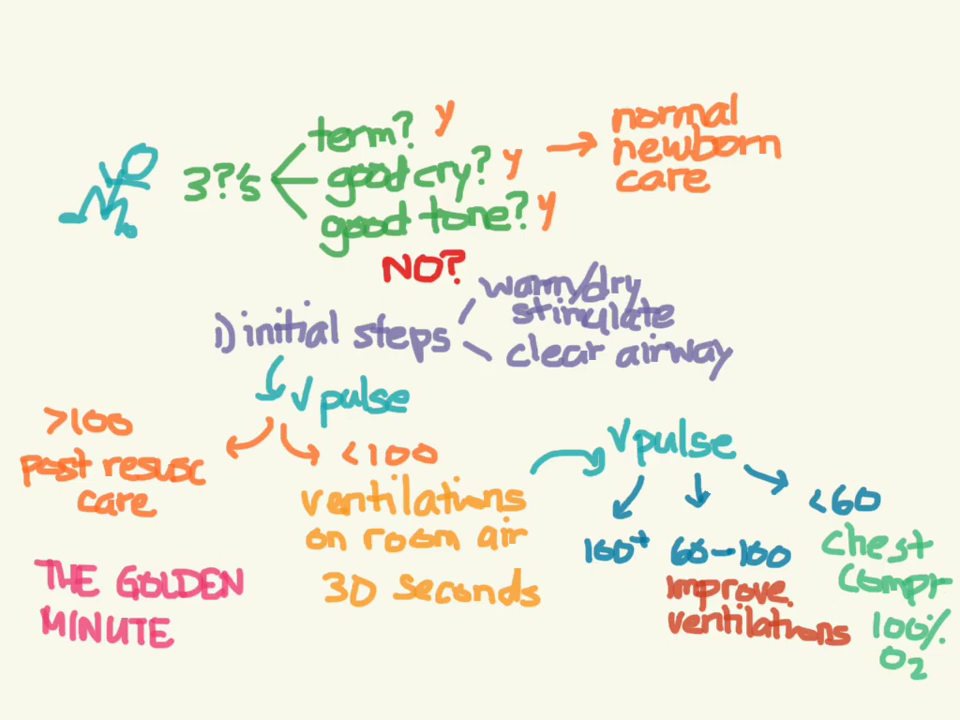 3?'s
term? y
good cry? y
good tone? y
normal
newborn
care
NO?
1) initial steps
warm/dry
stimulate
clear airway
√ pulse
>100
post resusc
care
<100
ventilations
on room air
30 seconds
√ pulse
100+
60-100
improve
ventilations
<60
chest
compr
100%
O2
THE GOLDEN
MINUTE